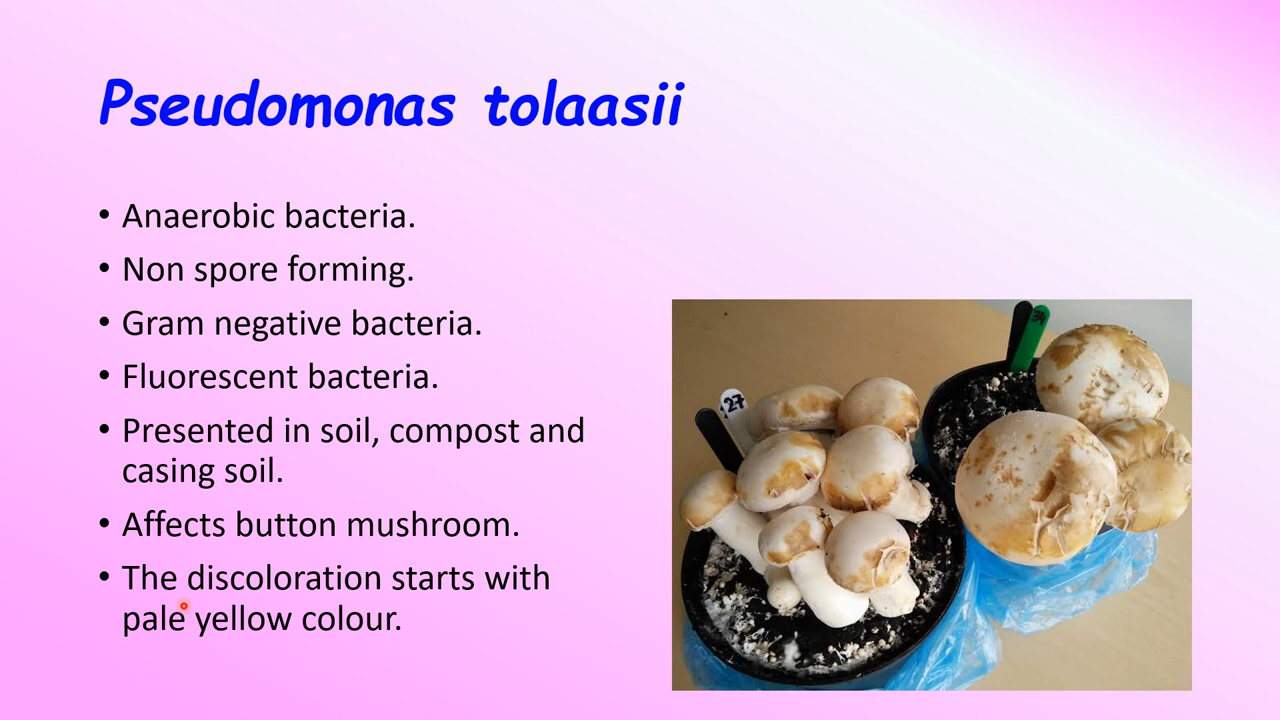 Pseudomonas tolaasii
• Anaerobic bacteria.
• Non spore forming.
• Gram negative bacteria.
• Fluorescent bacteria.
• Presented in soil, compost and
casing soil.
• Affects button mushroom.
• The discoloration starts with
pale yellow colour.
27
34